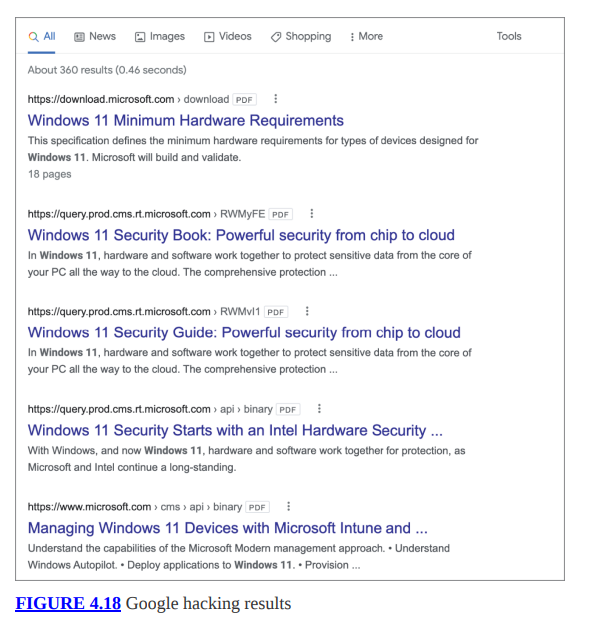 All News Images Videos Shopping More Tools
About 360 results (0.46 seconds)
https://download.microsoft.com › download PDF
Windows 11 Minimum Hardware Requirements
This specification defines the minimum hardware requirements for types of devices designed for
Windows 11. Microsoft will build and validate.
18 pages
https://query.prod.cms.rt.microsoft.com › RWMyFE PDF
Windows 11 Security Book: Powerful security from chip to cloud
In Windows 11, hardware and software work together to protect sensitive data from the core of
your PC all the way to the cloud. The comprehensive protection ...
https://query.prod.cms.rt.microsoft.com › RWMvI1 PDF
Windows 11 Security Guide: Powerful security from chip to cloud
In Windows 11, hardware and software work together to protect sensitive data from the core of
your PC all the way to the cloud. The comprehensive protection ...
https://query.prod.cms.rt.microsoft.com › api › binary PDF
Windows 11 Security Starts with an Intel Hardware Security ...
With Windows, and now Windows 11, hardware and software work together for protection, as
Microsoft and Intel continue a long-standing.
https://www.microsoft.com › cms › api › binary PDF
Managing Windows 11 Devices with Microsoft Intune and ...
Understand the capabilities of the Microsoft Modern management approach. • Understand
Windows Autopilot. • Deploy applications to Windows 11. • Provision ...
FIGURE 4.18 Google hacking results